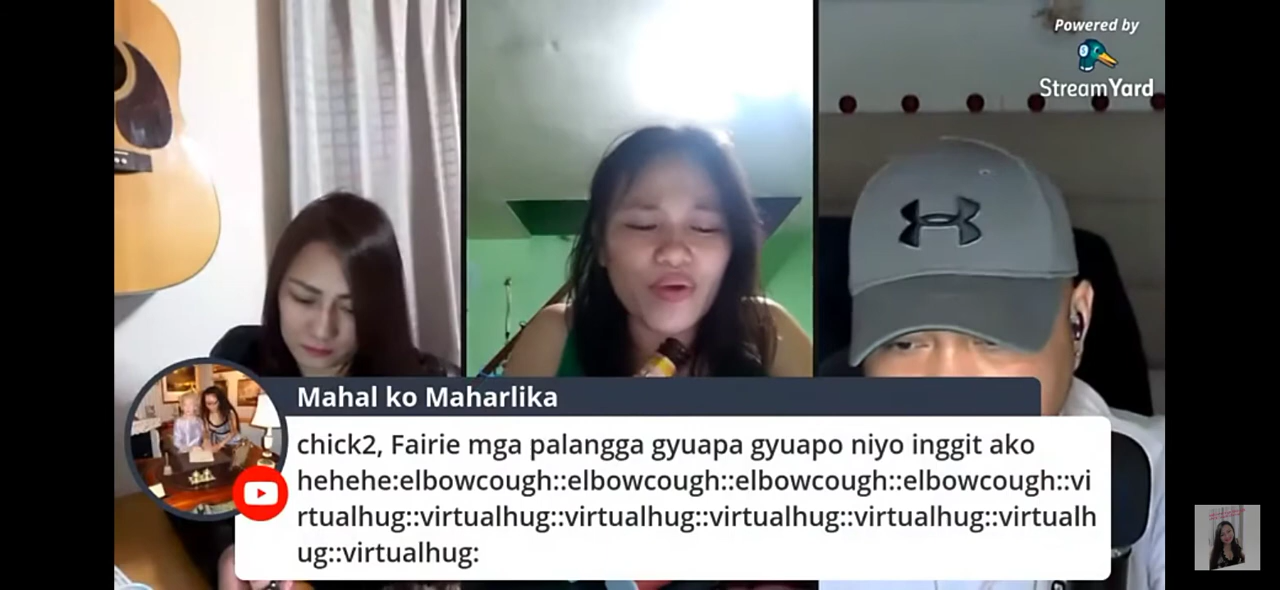 Powered by
StreamYard
Mahal ko Maharlika
chick2, Fairie mga palangga gyuapa gyuapo niyo inggit ako
hehehe:elbowcough::elbowcough::elbowcough::elbowcough::vi
rtualhug::virtualhug::virtualhug::virtualhug::virtualhug::virtualh
ug::virtualhug: